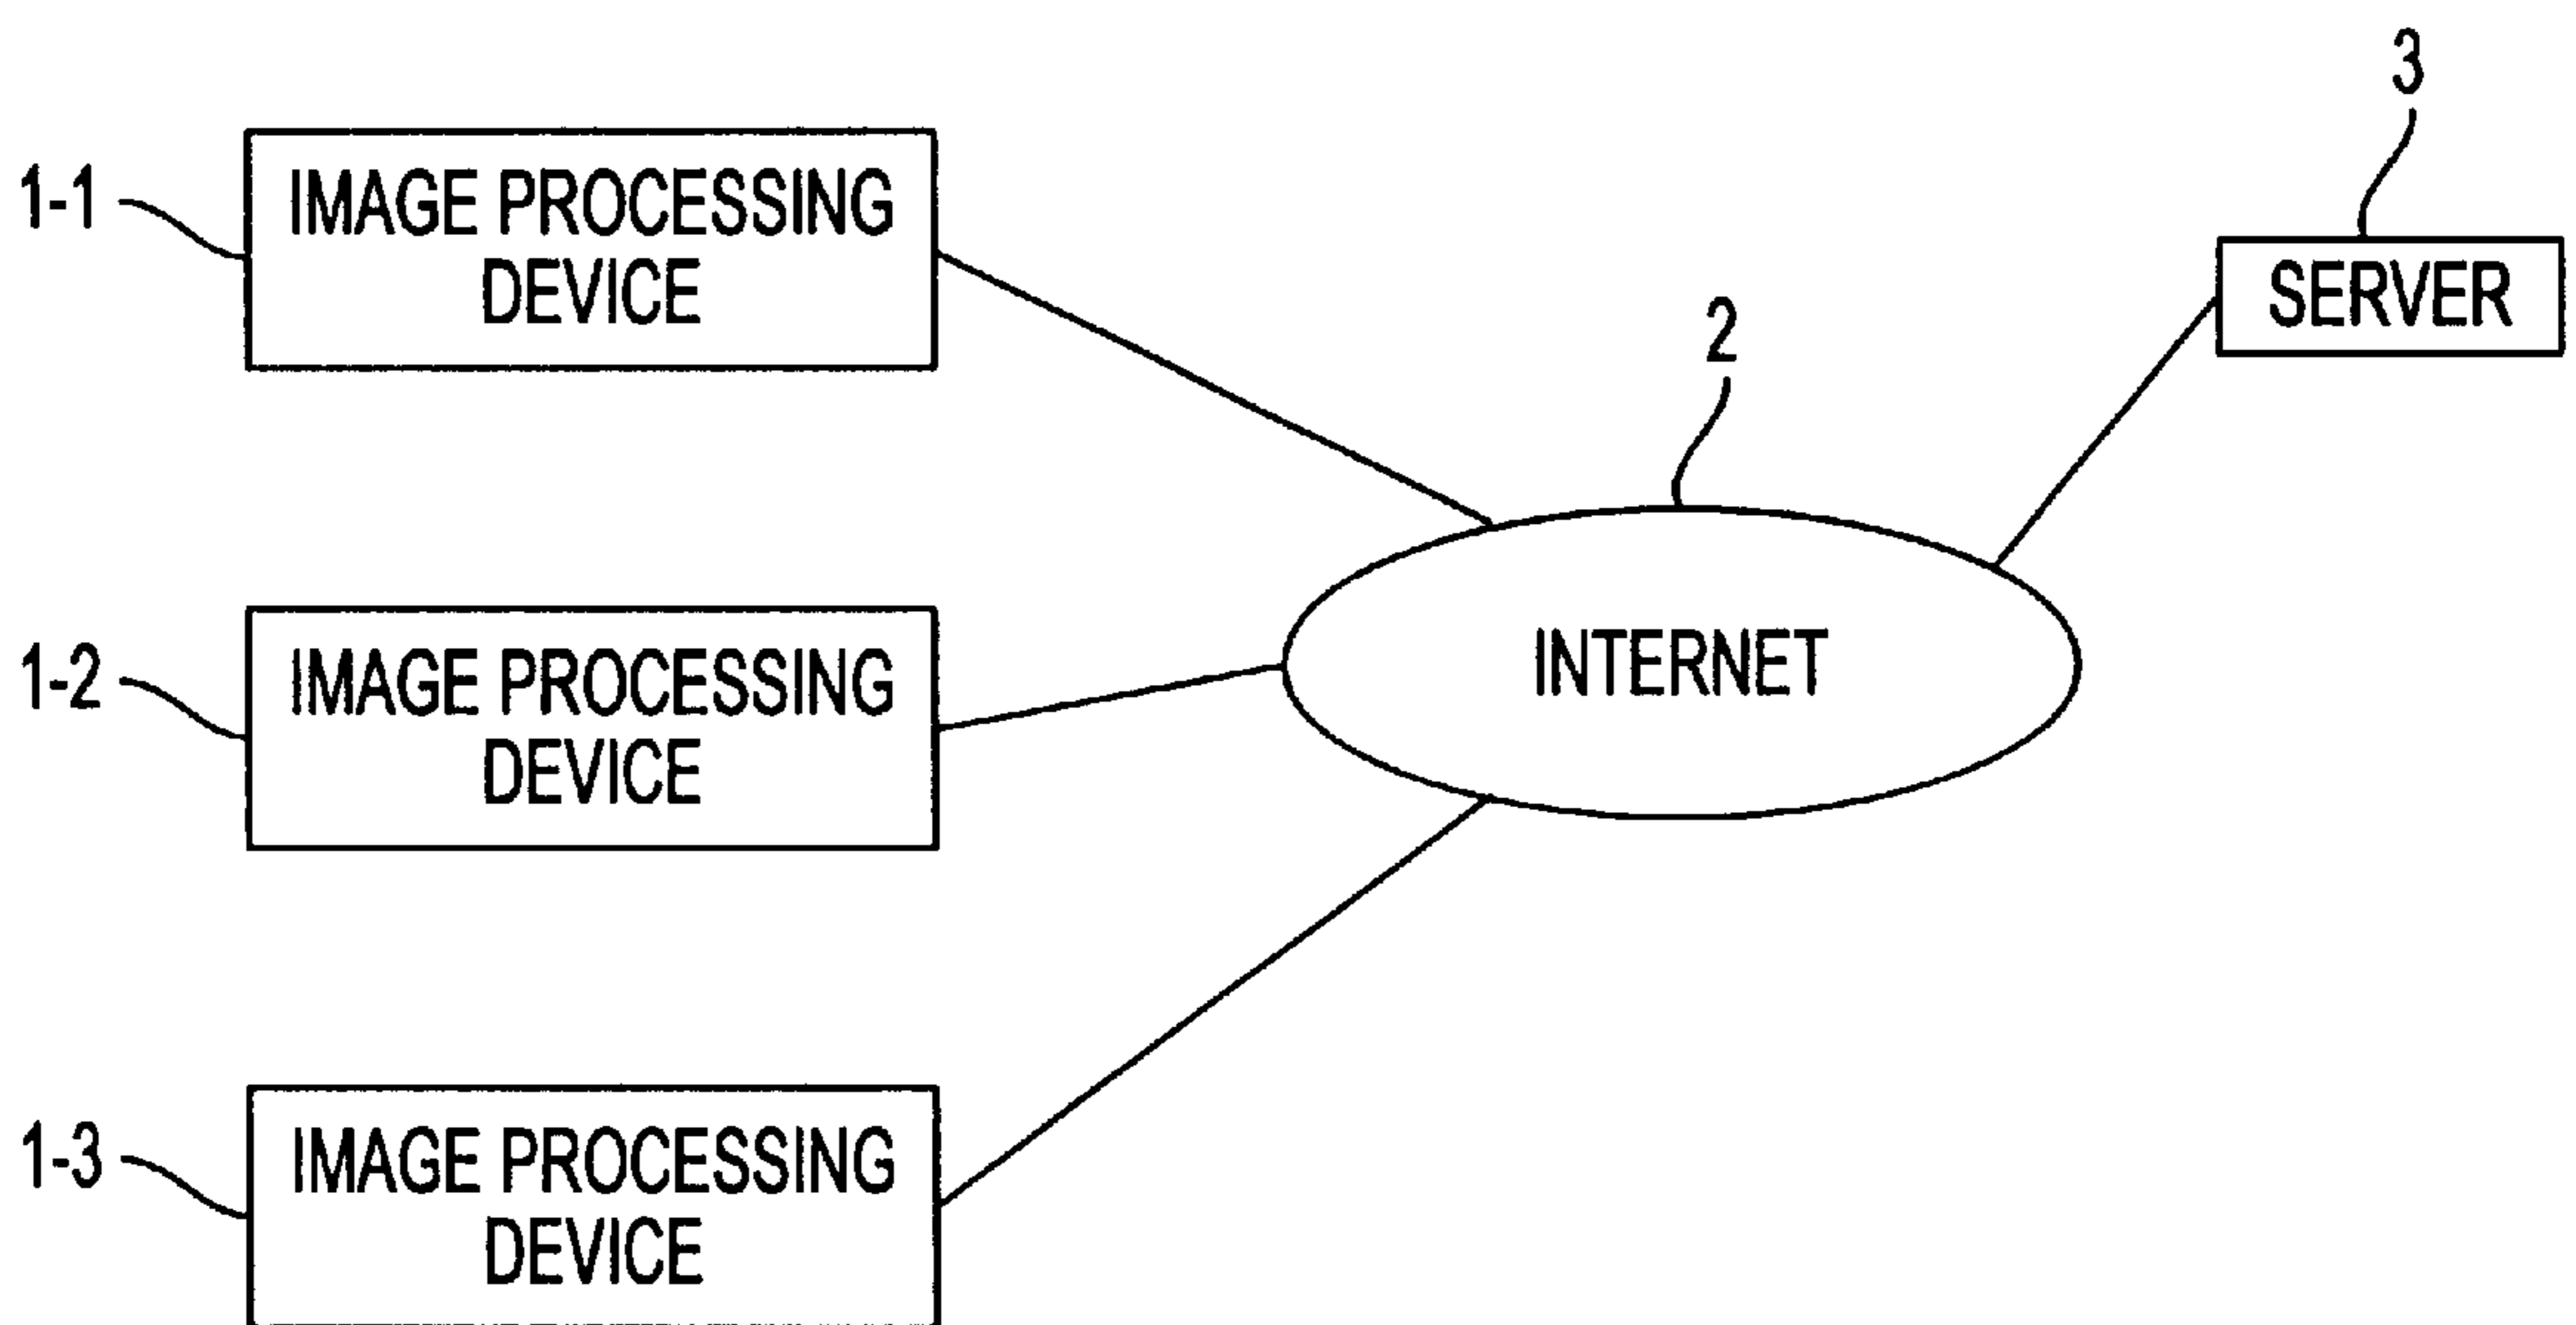 3
1-1
IMAGE PROCESSING
DEVICE
SERVER
2
1-2
IMAGE PROCESSING
DEVICE
INTERNET
1-3
IMAGE PROCESSING
DEVICE